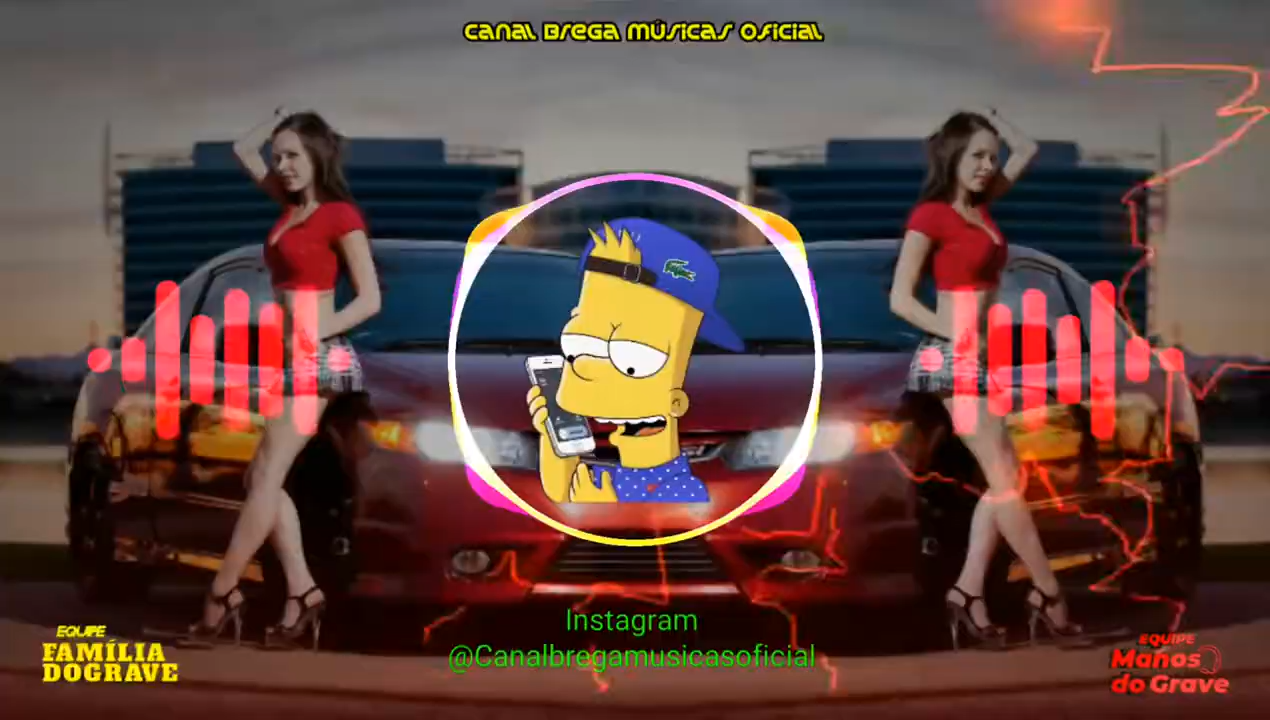 CANAL BREGA MÚSICAS OFICIAL
Instagram
@Canalbregamusicasoficial
EQUIPE
FAMÍLIA
DOGRAVE
EQUIPE
Manos
do Grave